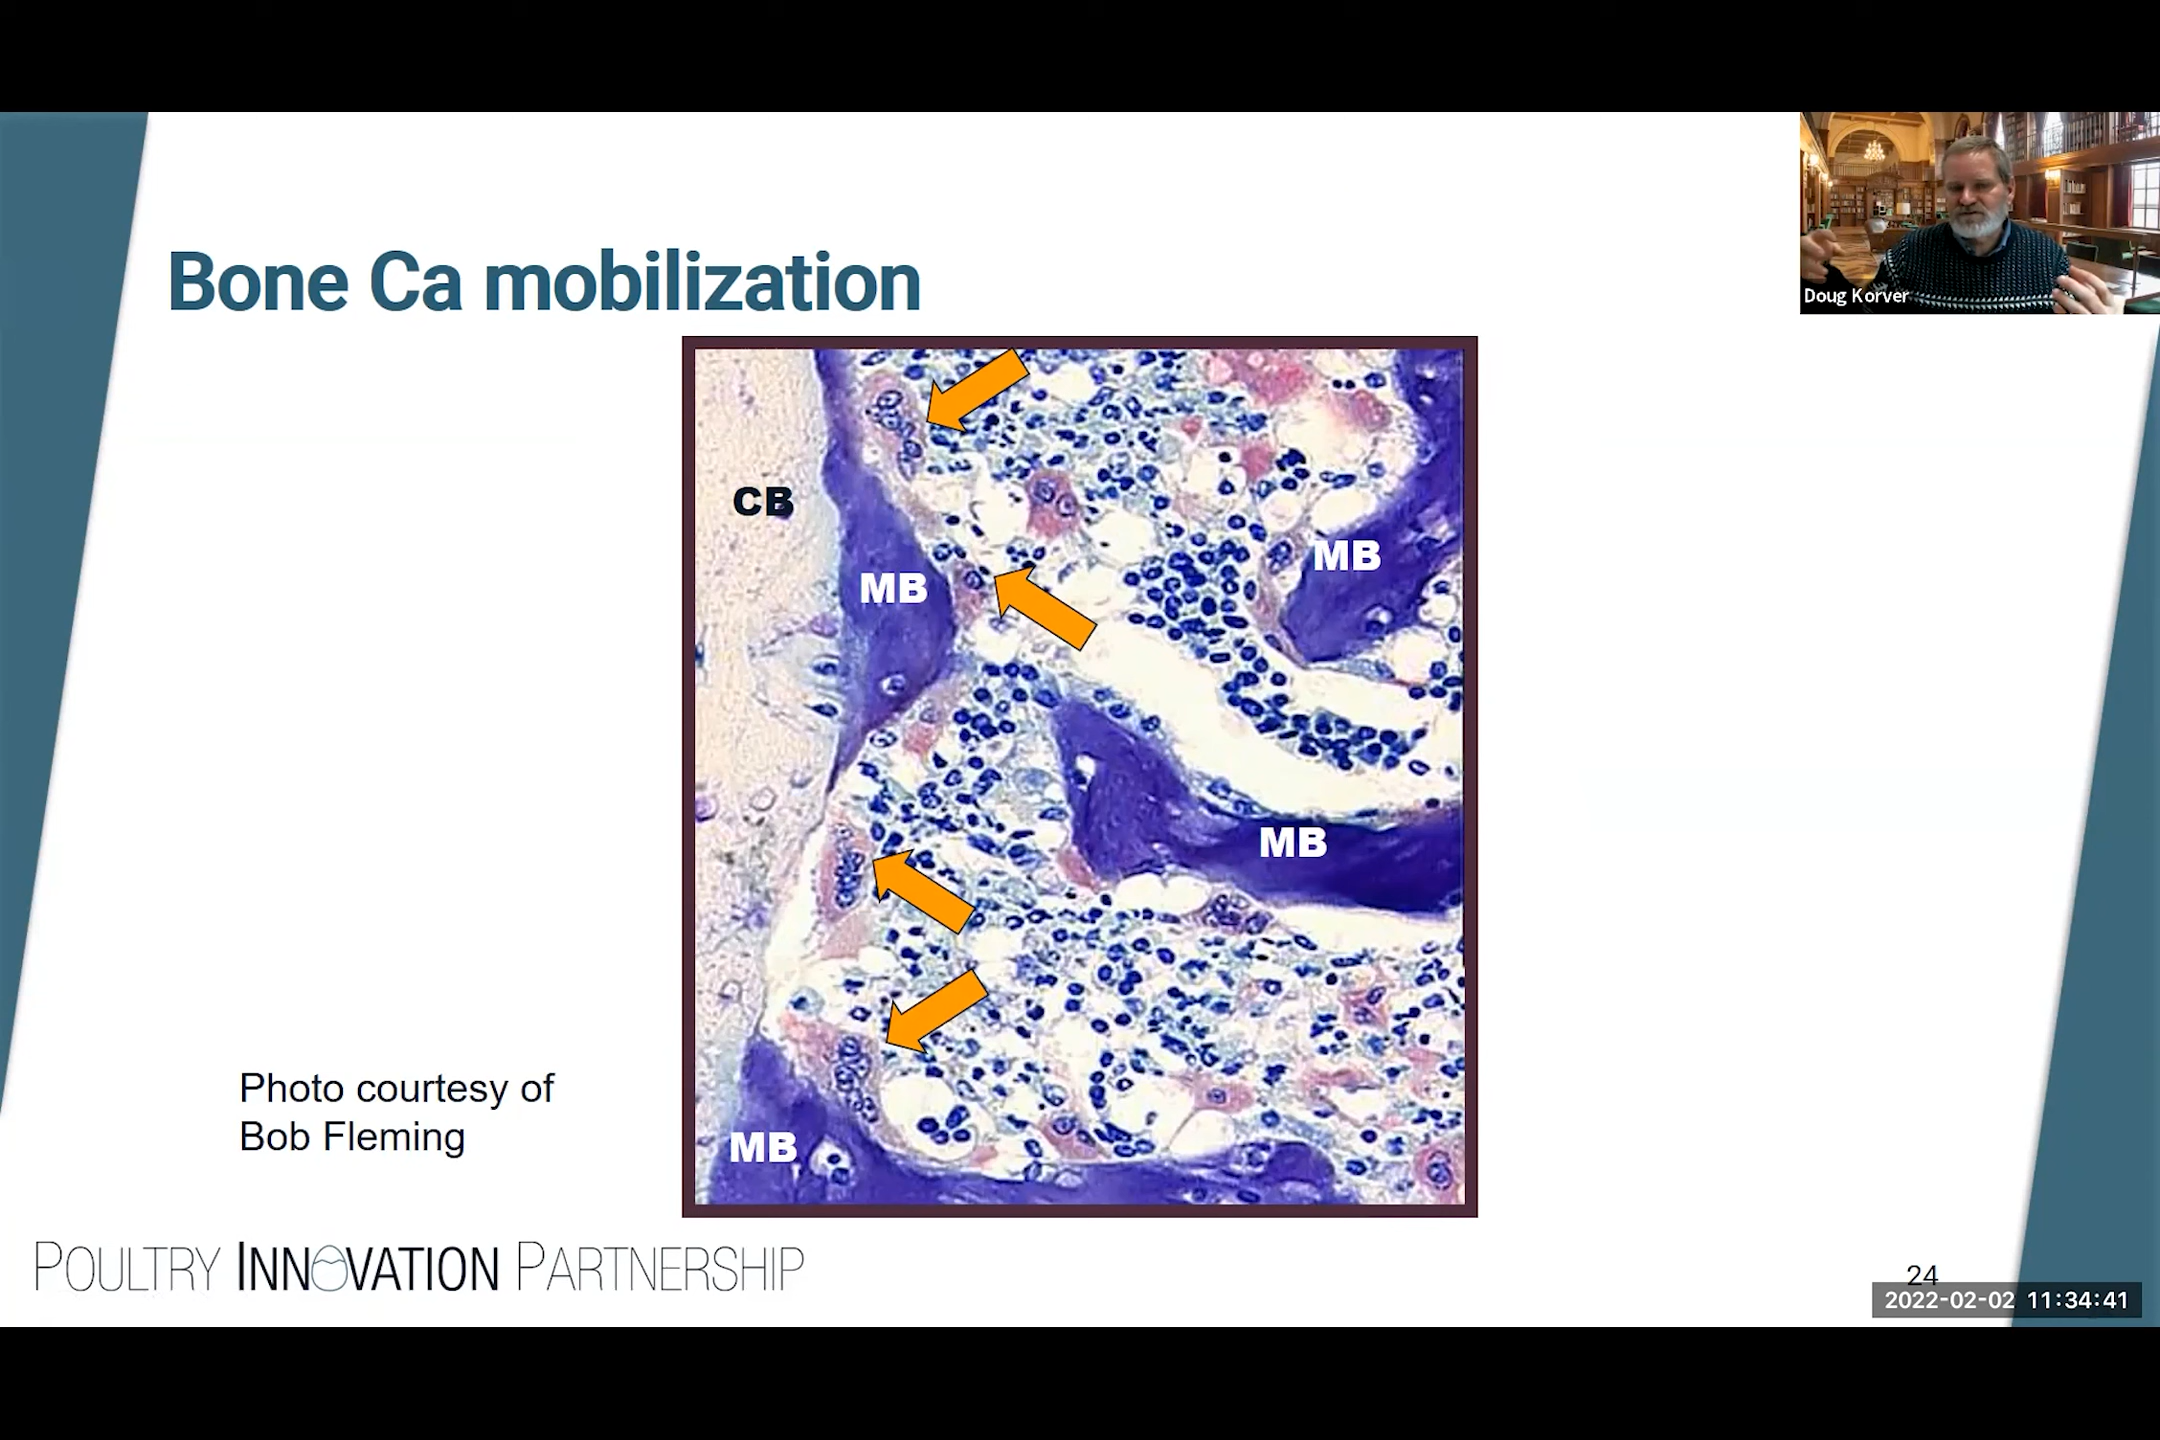 Doug Korver
Bone Ca mobilization
CB
MB
MB
MB
MB
Photo courtesy of
Bob Fleming
POULTRY INNOVATION PARTNERSHIP
24
2022-02-02 11:34:41